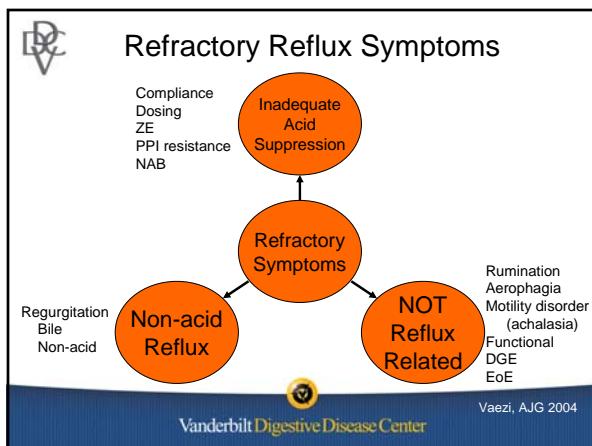 DDCV
Refractory Reflux Symptoms
Compliance
Dosing
ZE
PPI resistance
NAB
Inadequate
Acid
Suppression
Refractory
Symptoms
Regurgitation
Bile
Non-acid
Non-acid
Reflux
NOT
Reflux
Related
Rumination
Aerophagia
Motility disorder
(achalasia)
Functional
DGE
EoE
Vaezi, AJG 2004
Vanderbilt Digestive Disease Center